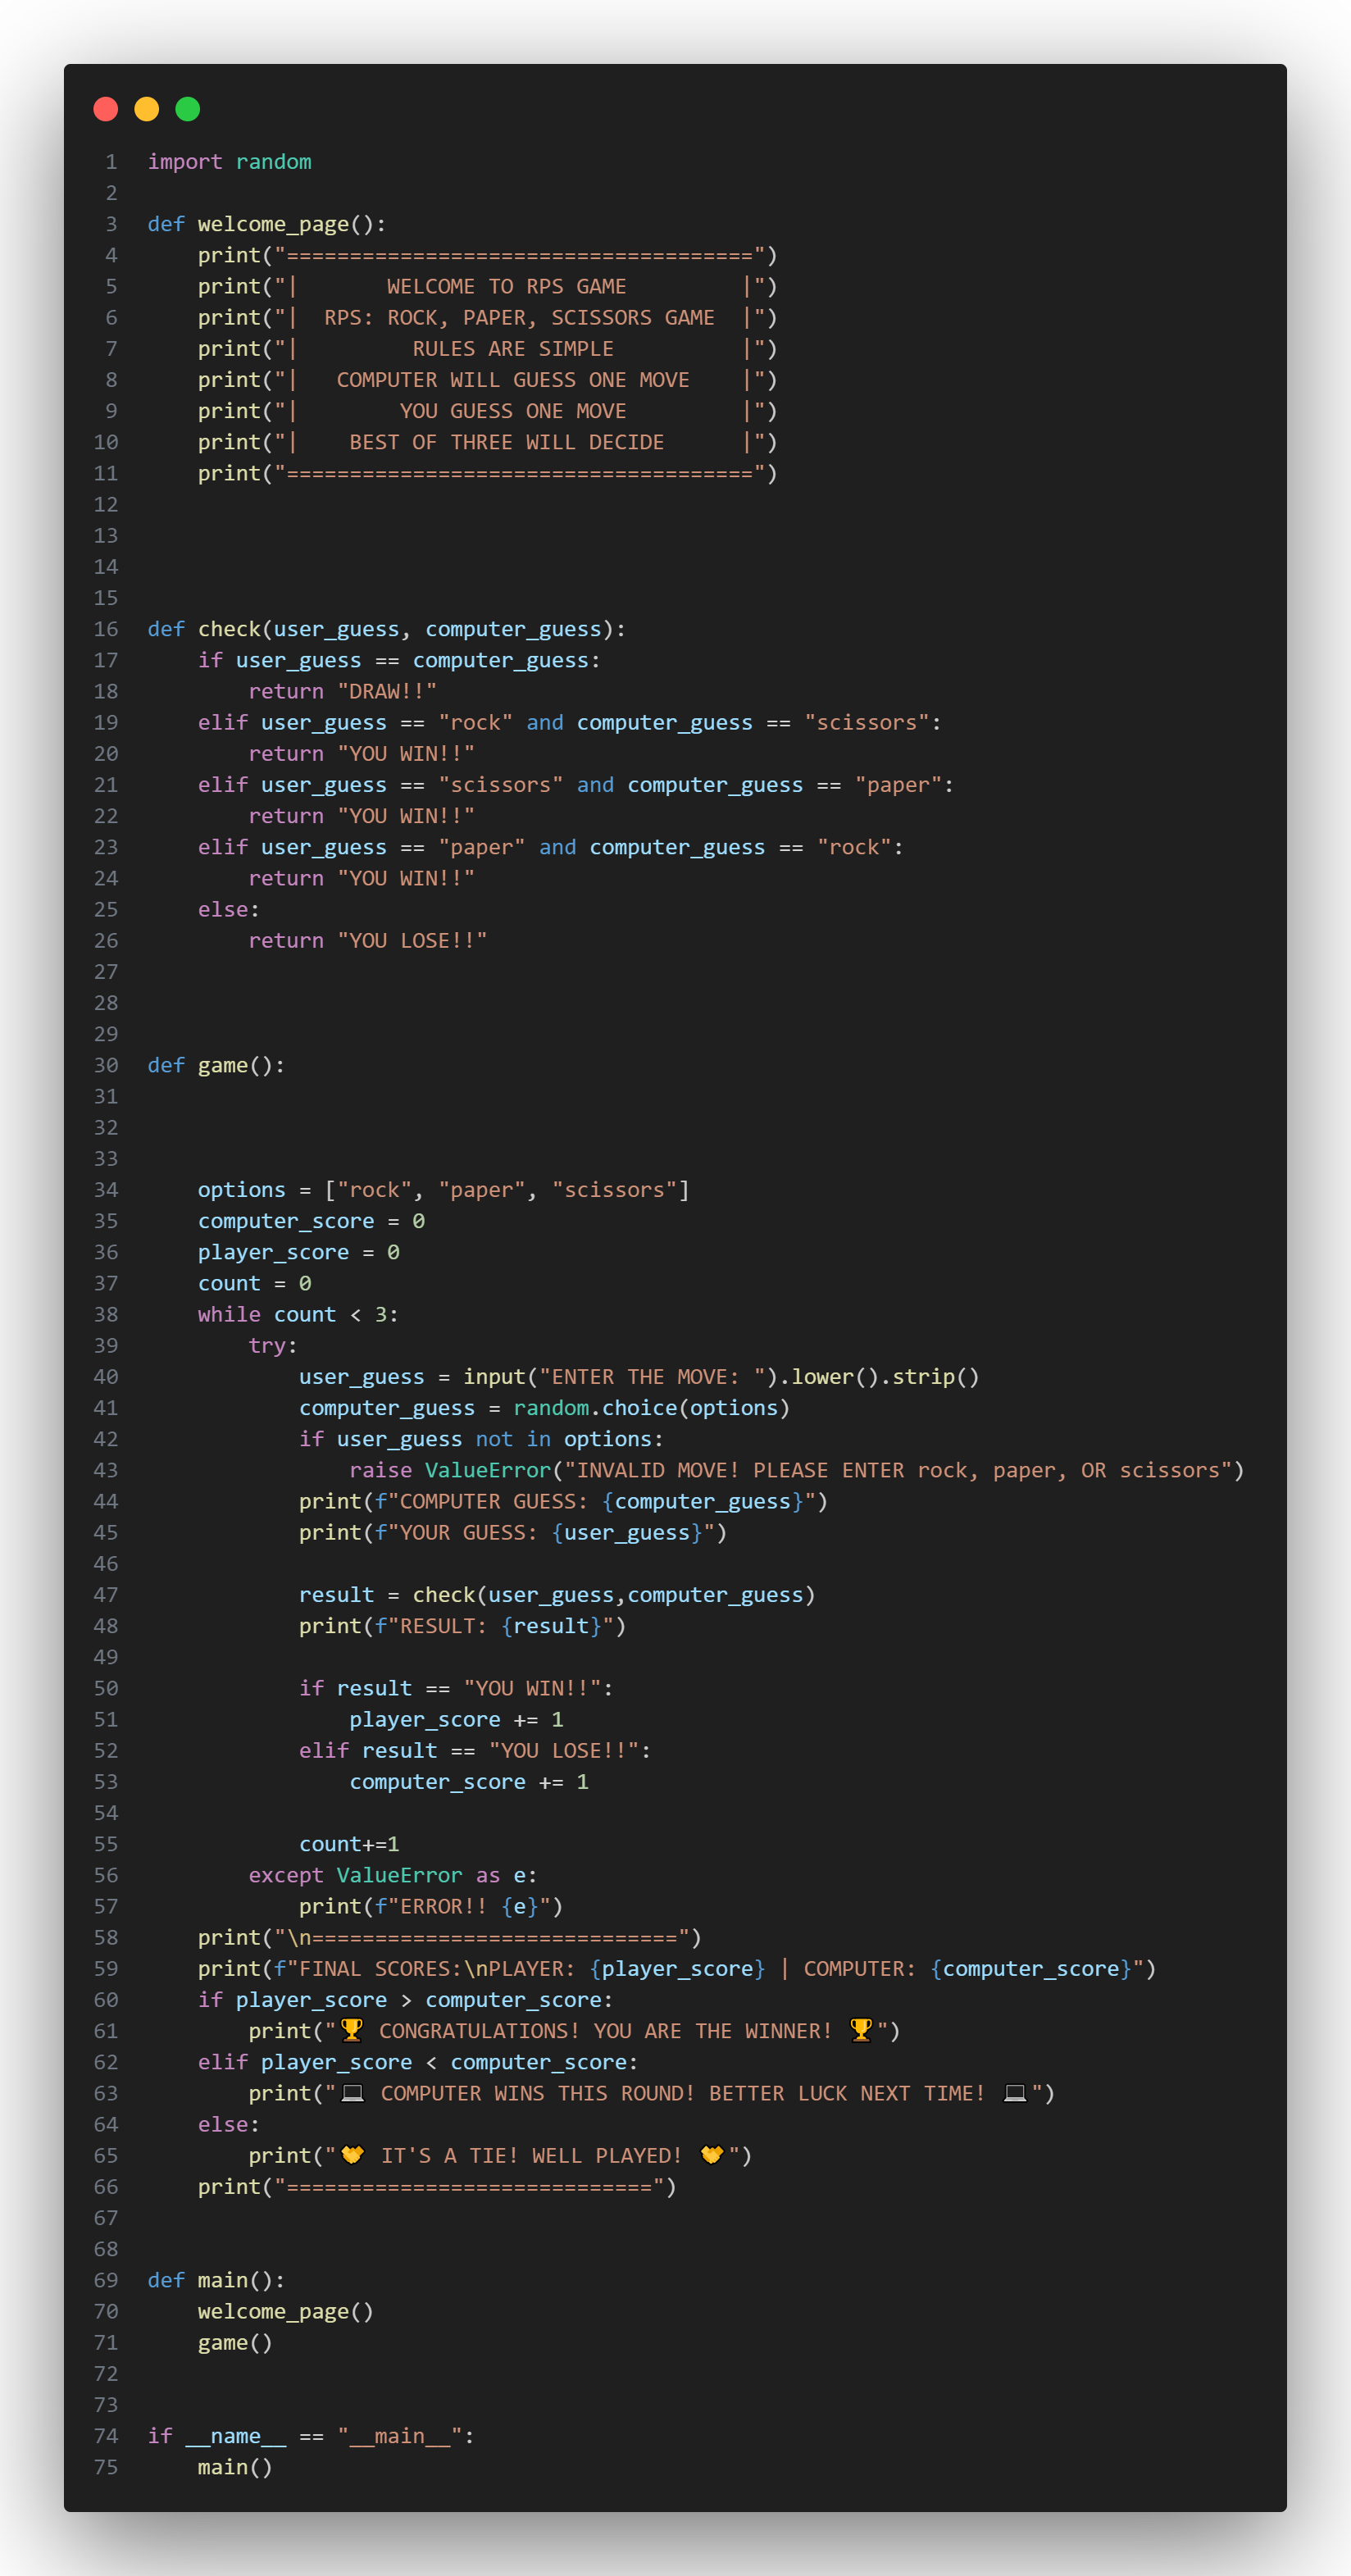 1 import random
2
3 def welcome_page():
4     print("=====================================")
5     print("|       WELCOME TO RPS GAME         |")
6     print("|  RPS: ROCK, PAPER, SCISSORS GAME  |")
7     print("|         RULES ARE SIMPLE          |")
8     print("|   COMPUTER WILL GUESS ONE MOVE    |")
9     print("|        YOU GUESS ONE MOVE         |")
10     print("|    BEST OF THREE WILL DECIDE      |")
11     print("=====================================")
12
13
14
15
16 def check(user_guess, computer_guess):
17     if user_guess == computer_guess:
18         return "DRAW!!"
19     elif user_guess == "rock" and computer_guess == "scissors":
20         return "YOU WIN!!"
21     elif user_guess == "scissors" and computer_guess == "paper":
22         return "YOU WIN!!"
23     elif user_guess == "paper" and computer_guess == "rock":
24         return "YOU WIN!!"
25     else:
26         return "YOU LOSE!!"
27
28
29
30 def game():
31
32
33
34     options = ["rock", "paper", "scissors"]
35     computer_score = 0
36     player_score = 0
37     count = 0
38     while count < 3:
39         try:
40             user_guess = input("ENTER THE MOVE: ").lower().strip()
41             computer_guess = random.choice(options)
42             if user_guess not in options:
43                 raise ValueError("INVALID MOVE! PLEASE ENTER rock, paper, OR scissors")
44             print(f"COMPUTER GUESS: {computer_guess}")
45             print(f"YOUR GUESS: {user_guess}")
46
47             result = check(user_guess,computer_guess)
48             print(f"RESULT: {result}")
49
50             if result == "YOU WIN!!":
51                 player_score += 1
52             elif result == "YOU LOSE!!":
53                 computer_score += 1
54
55             count+=1
56         except ValueError as e:
57             print(f"ERROR!! {e}")
58     print("\n=============================")
59     print(f"FINAL SCORES:\nPLAYER: {player_score} | COMPUTER: {computer_score}")
60     if player_score > computer_score:
61         print("🏆 CONGRATULATIONS! YOU ARE THE WINNER! 🏆")
62     elif player_score < computer_score:
63         print("💻 COMPUTER WINS THIS ROUND! BETTER LUCK NEXT TIME! 💻")
64     else:
65         print("🤝 IT'S A TIE! WELL PLAYED! 🤝")
66     print("=============================")
67
68
69 def main():
70     welcome_page()
71     game()
72
73
74 if __name__ == "__main__":
75     main()